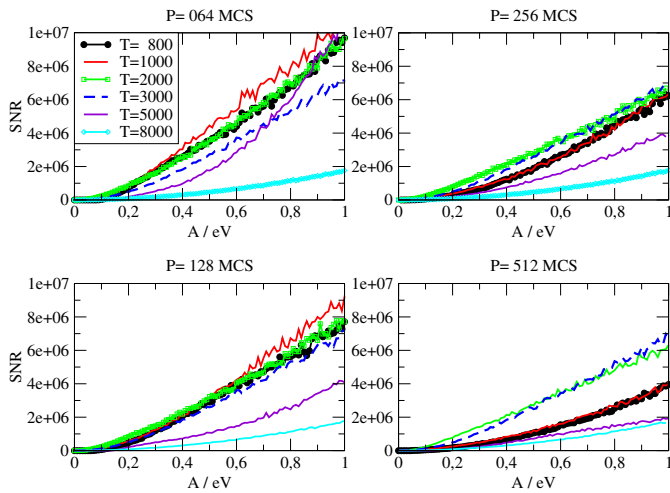 P= 064 MCS
P= 256 MCS
1e+07
8e+06
6e+06
4e+06
2e+06
0
SNR
T= 800
T=1000
T=2000
T=3000
T=5000
T=8000
0 0,2 0,4 0,6 0,8 1
A / eV
1e+07
8e+06
6e+06
4e+06
2e+06
0
0 0,2 0,4 0,6 0,8 1
A / eV
P= 128 MCS
P= 512 MCS
1e+07
8e+06
6e+06
4e+06
2e+06
0
SNR
0 0,2 0,4 0,6 0,8 1
A / eV
1e+07
8e+06
6e+06
4e+06
2e+06
0
0 0,2 0,4 0,6 0,8 1
A / eV